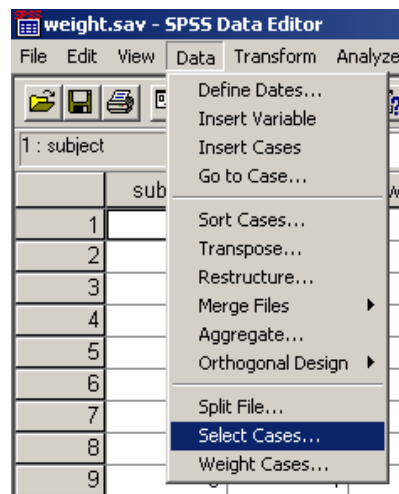 weight.sav - SPSS Data Editor
File Edit View Data Transform Analyze
1 : subject
Define Dates...
Insert Variable
Insert Cases
Go to Case...
Sort Cases...
Transpose...
Restructure...
Merge Files
Aggregate...
Orthogonal Design
Split File...
Select Cases...
Weight Cases...
sub
1
2
3
4
5
6
7
8
9